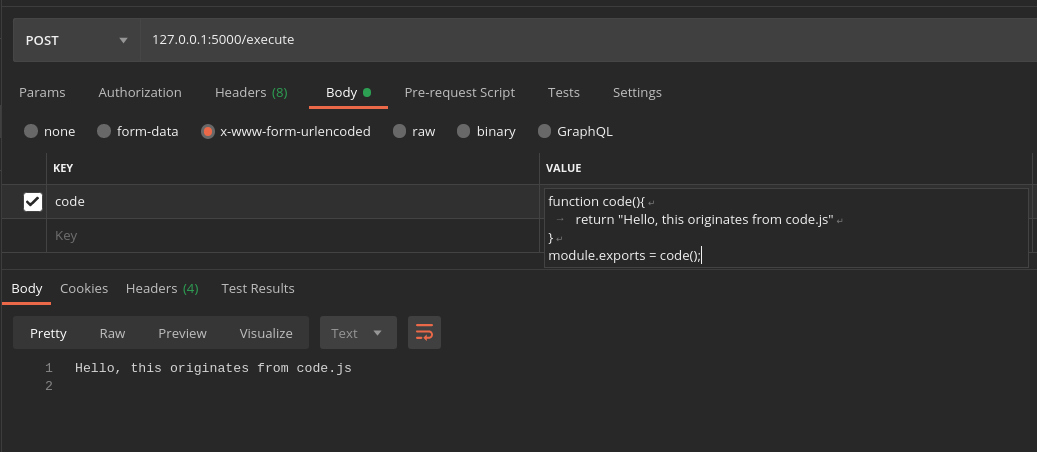 POST 127.0.0.1:5000/execute
Params Authorization Headers (8) Body Pre-request Script Tests Settings
none form-data x-www-form-urlencoded raw binary GraphQL
KEY VALUE
code
function code(){
return "Hello, this originates from code.js"
}
module.exports = code();
Key
Body Cookies Headers (4) Test Results
Pretty Raw Preview Visualize Text
1 Hello, this originates from code.js
2